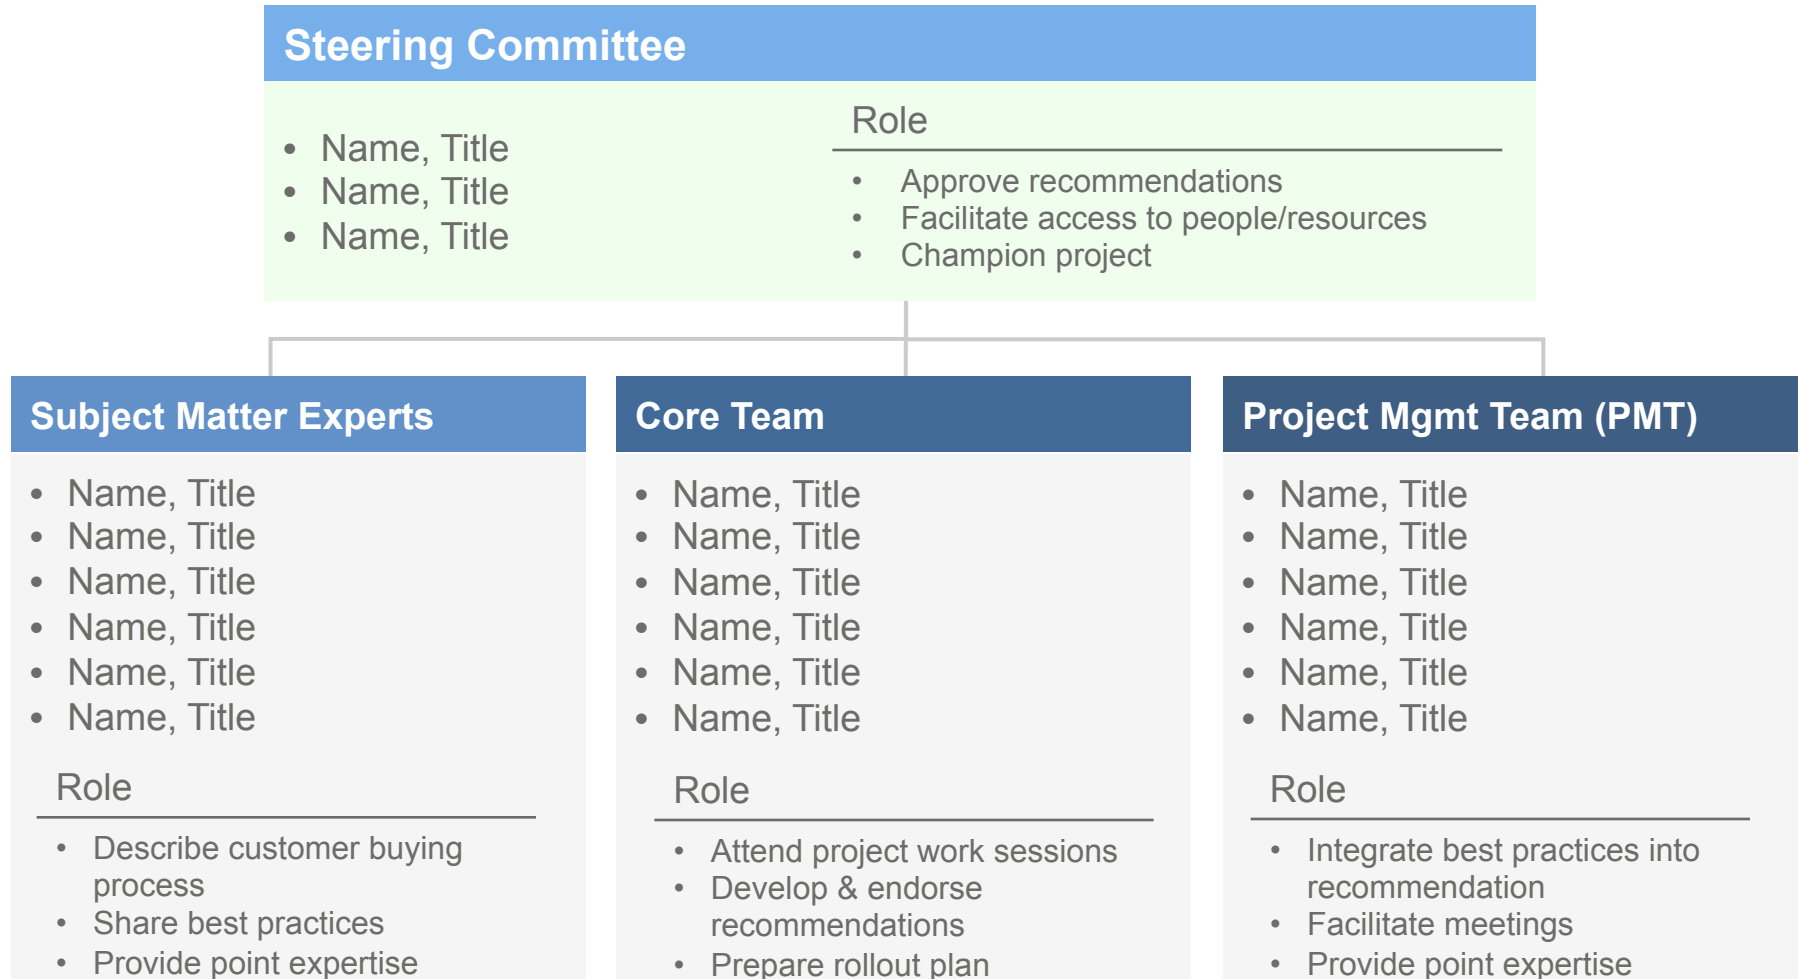 Steering Committee
• Name, Title
• Name, Title
• Name, Title
Role
• Approve recommendations
• Facilitate access to people/resources
• Champion project
Subject Matter Experts
• Name, Title
• Name, Title
• Name, Title
• Name, Title
• Name, Title
• Name, Title
Role
• Describe customer buying
process
• Share best practices
• Provide point expertise
Core Team
• Name, Title
• Name, Title
• Name, Title
• Name, Title
• Name, Title
• Name, Title
Role
• Attend project work sessions
• Develop & endorse
recommendations
• Prepare rollout plan
Project Mgmt Team (PMT)
• Name, Title
• Name, Title
• Name, Title
• Name, Title
• Name, Title
• Name, Title
Role
• Integrate best practices into
recommendation
• Facilitate meetings
• Provide point expertise